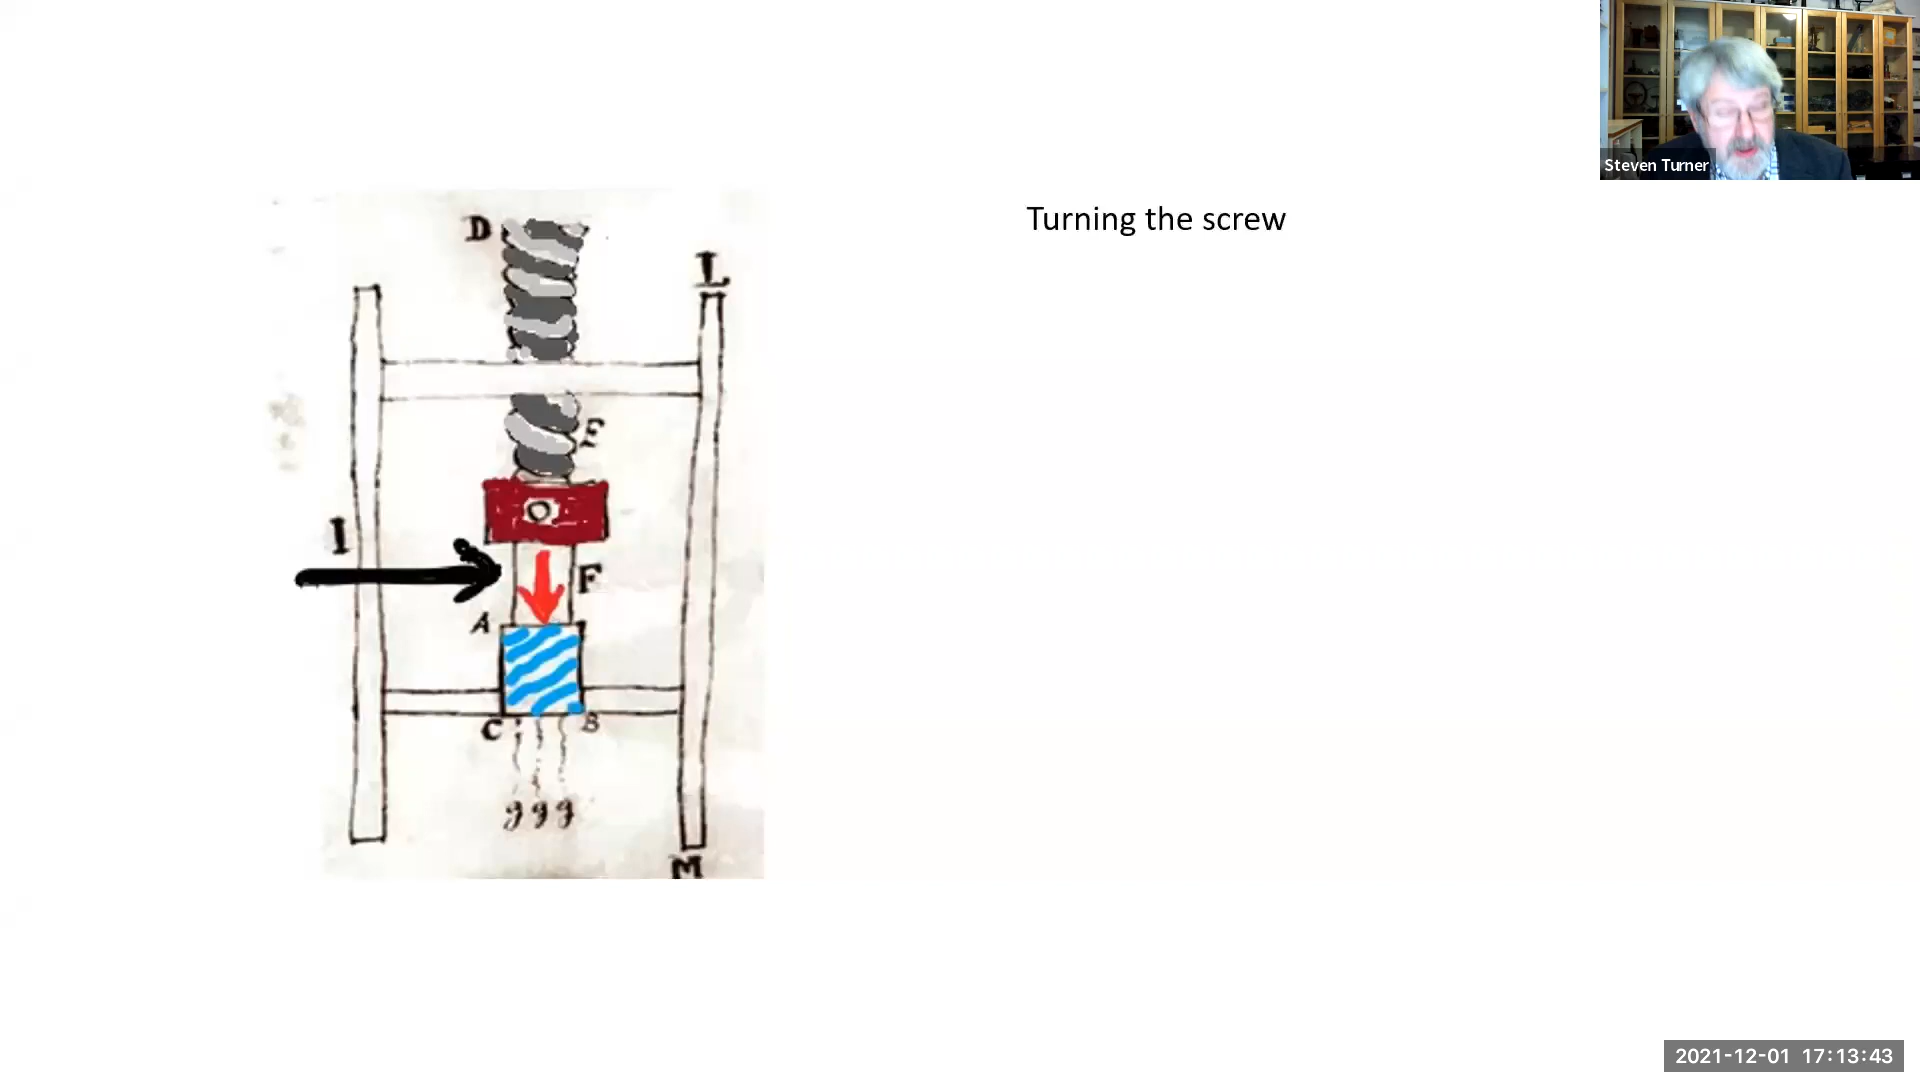 Steven Turner
Turning the screw
D
L
E
O
I
F
A
C
B
g g g
M
2021-12-01 17:13:43